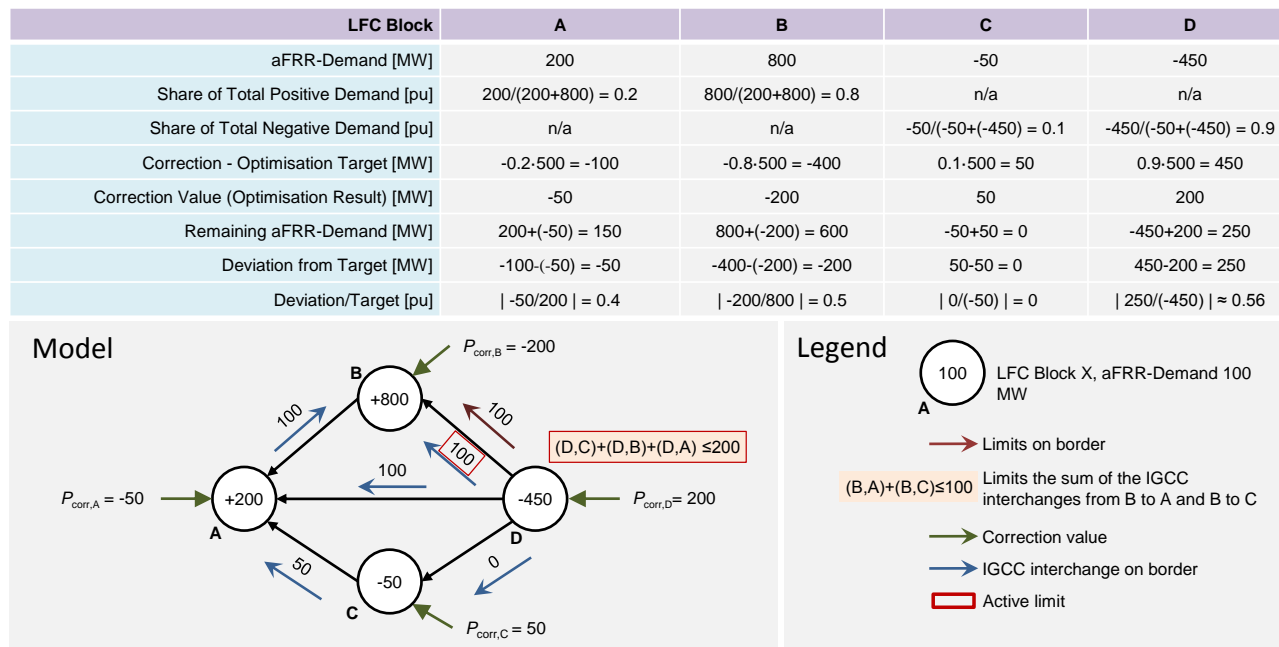 LFC Block A B C D
aFRR-Demand [MW] 200 800 -50 -450
Share of Total Positive Demand [pu] 200/(200+800) = 0.2 800/(200+800) = 0.8 n/a n/a
Share of Total Negative Demand [pu] n/a n/a -50/(-50+(-450) = 0.1 -450/(-50+(-450) = 0.9
Correction - Optimisation Target [MW] -0.2·500 = -100 -0.8·500 = -400 0.1·500 = 50 0.9·500 = 450
Correction Value (Optimisation Result) [MW] -50 -200 50 200
Remaining aFRR-Demand [MW] 200+(-50) = 150 800+(-200) = 600 -50+50 = 0 -450+200 = 250
Deviation from Target [MW] -100-(-50) = -50 -400-(-200) = -200 50-50 = 0 450-200 = 250
Deviation/Target [pu] | -50/200 | = 0.4 | -200/800 | = 0.5 | 0/(-50) | = 0 | 250/(-450) | ≈ 0.56
Model
Pcorr,B = -200
B
+800
100
100
100
(D,C)+(D,B)+(D,A) ≤200
100
Pcorr,A = -50
+200
A
-450
D
Pcorr,D= 200
50
0
-50
C
Pcorr,C = 50
Legend
100
A
LFC Block X, aFRR-Demand 100
MW
Limits on border
(B,A)+(B,C)≤100
Limits the sum of the IGCC
interchanges from B to A and B to C
Correction value
IGCC interchange on border
Active limit